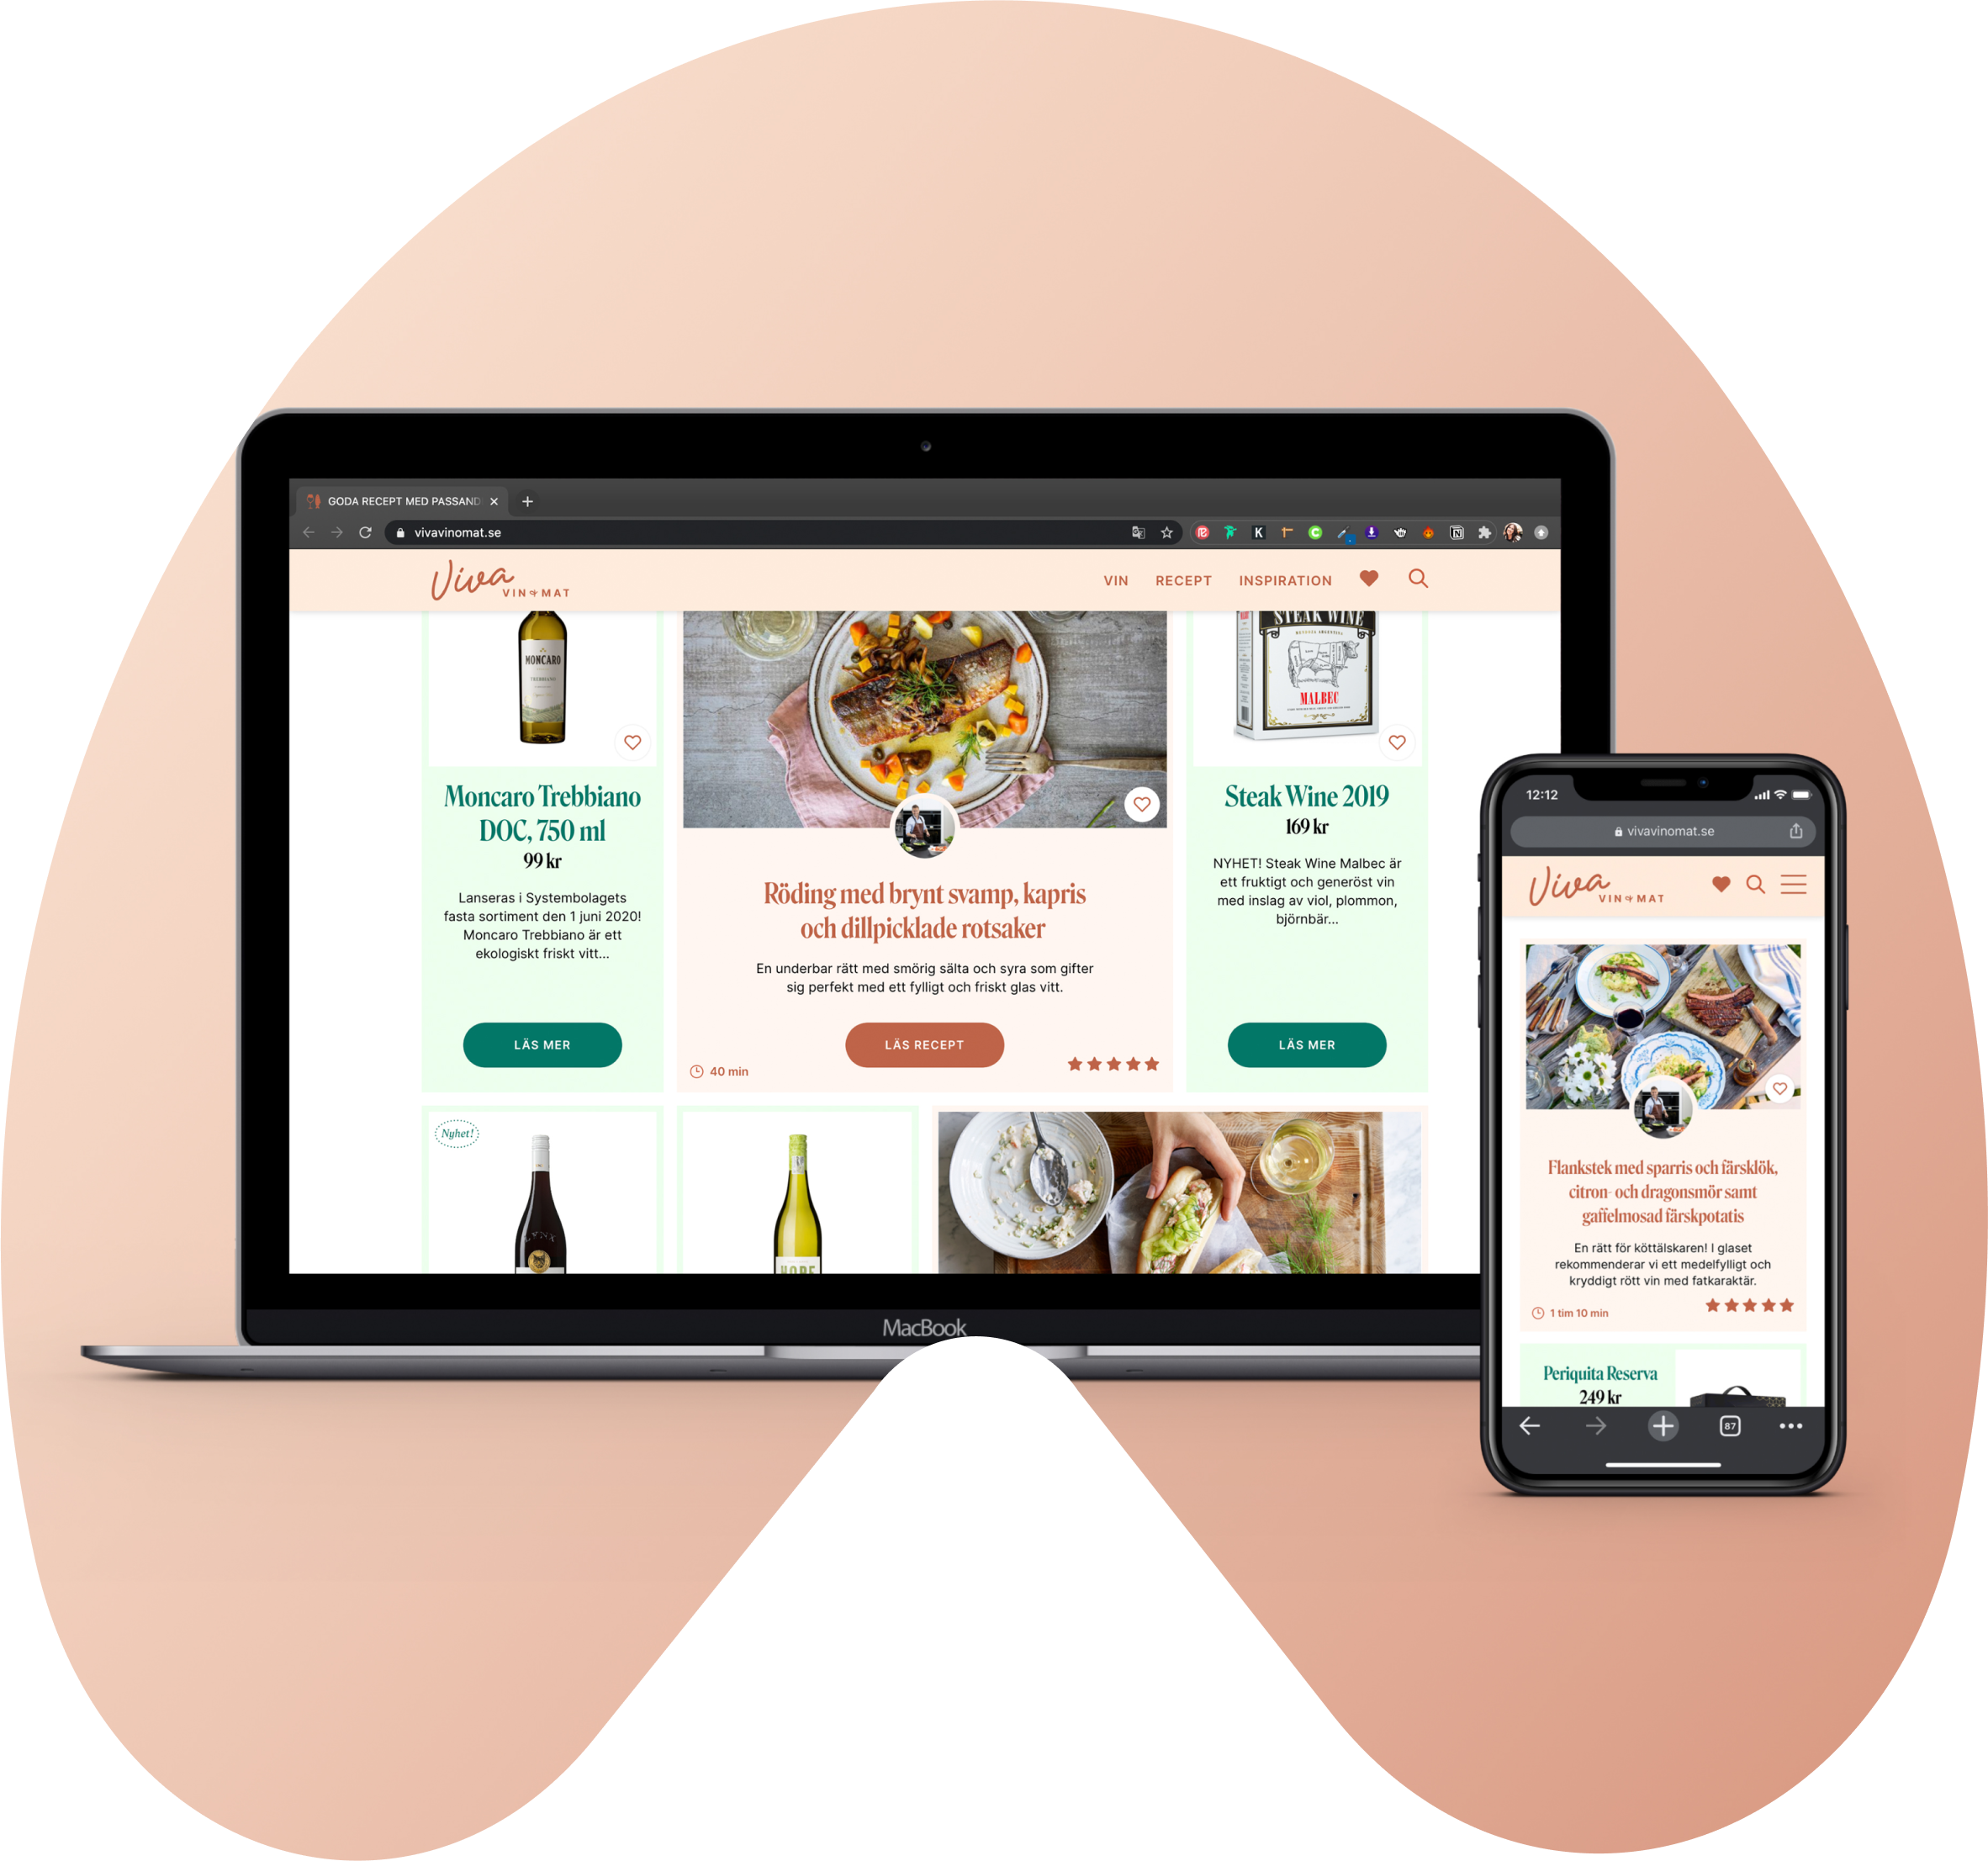 GODA RECEPT MED PASSAND
vivavinomat.se
K
N
Viva
VIN & MAT
VIN
RECEPT
INSPIRATION
MONCARO
TREBBIANO
Moncaro Trebbiano
DOC, 750 ml
99 kr
Lanseras i Systembolagets
fasta sortiment den 1 juni 2020!
Moncaro Trebbiano är ett
ekologiskt friskt vitt...
LÄS MER
Röding med brynt svamp, kapris
och dillpicklade rotsaker
En underbar rätt med smörig sälta och syra som gifter
sig perfekt med ett fylligt och friskt glas vitt.
40 min
LÄS RECEPT
STEAK WINE
MALBEC
Steak Wine 2019
169 kr
NYHET! Steak Wine Malbec är
ett fruktigt och generöst vin
med inslag av viol, plommon,
björnbär...
LÄS MER
Nyhet!
LYNX
HOPE
MacBook
12:12
vivavinomat.se
Viva
VIN & MAT
Flankstek med sparris och färsklök,
citron- och dragonsmör samt
gaffelmosad färskpotatis
En rätt för köttälskaren! I glaset
rekommenderar vi ett medelfylligt och
kryddigt rött vin med fatkaraktär.
1 tim 10 min
Periquita Reserva
249 kr
87